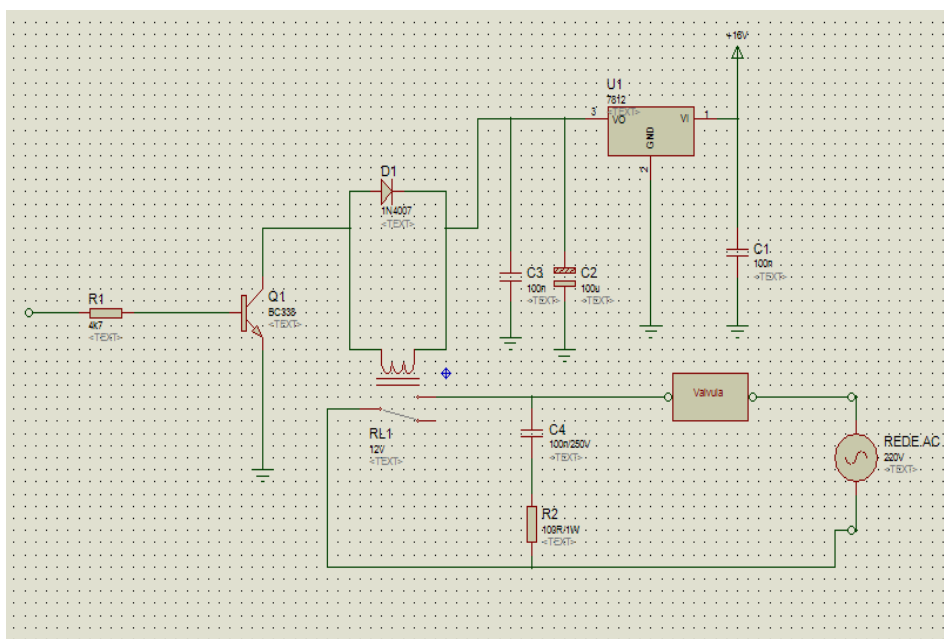 +16V
U1
7812
<TEXT>
3
VO
VI
1
GND
2
D1
1N4007
<TEXT>
C1
100n
<TEXT>
C3
100n
<TEXT>
C2
100u
<TEXT>
R1
4k7
<TEXT>
Q1
BC338
<TEXT>
Valvula
RL1
12V
<TEXT>
C4
100n/250V
<TEXT>
REDE AC
220V
<TEXT>
R2
100R/1W
<TEXT>